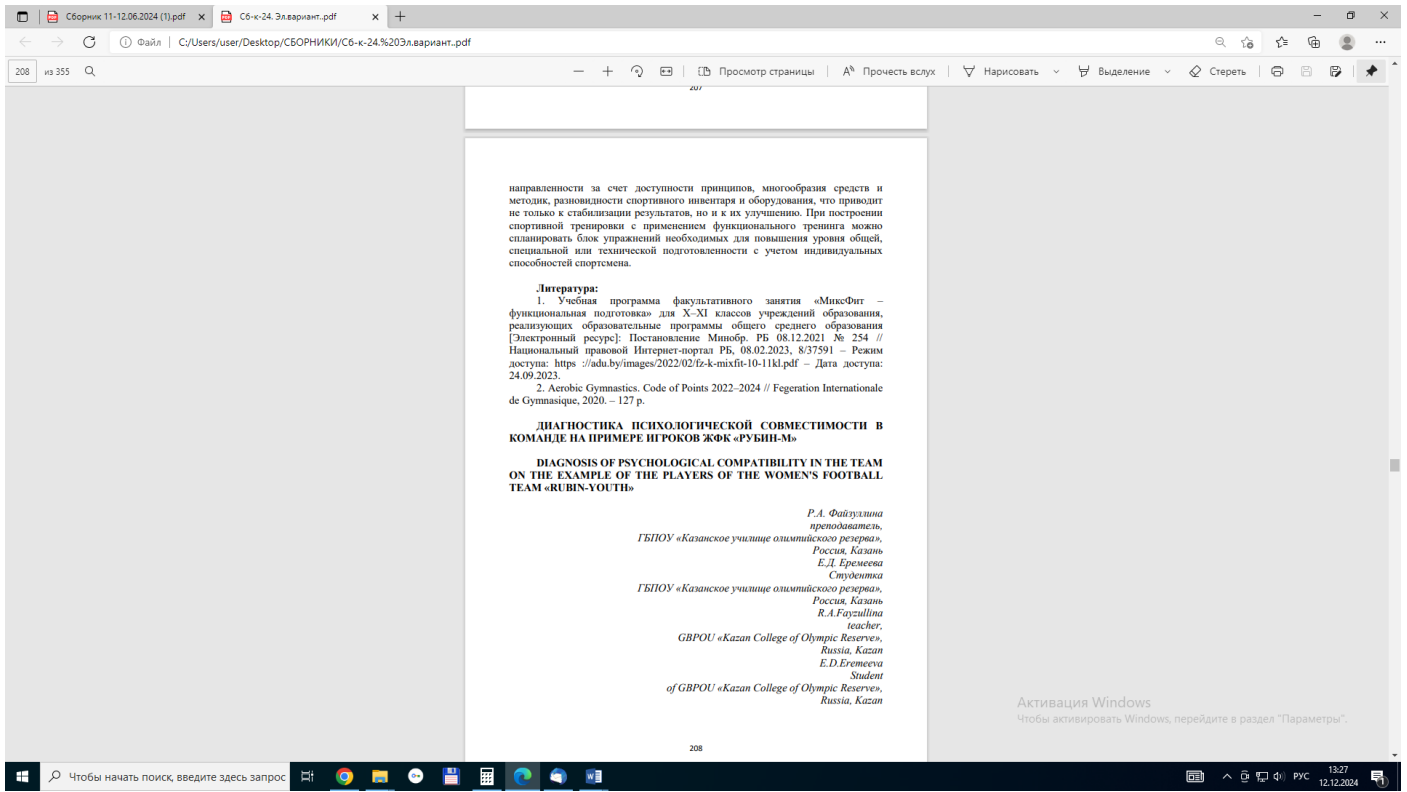 Сборник 11-12.06.2024 (1).pdf
Сб-к-24. Эл.вариант..pdf
Файл
C:/Users/user/Desktop/СБОРНИКИ/Сб-к-24.%20Эл.вариант..pdf
208 из 355
Просмотр страницы
Прочесть вслух
Нарисовать
Выделение
Стереть
207
направленности за счет доступности принципов, многообразия средств и
методик, разновидности спортивного инвентаря и оборудования, что приводит
не только к стабилизации результатов, но и к их улучшению. При построении
спортивной тренировки с применением функционального тренинга можно
спланировать блок упражнений необходимых для повышения уровня общей,
специальной или технической подготовленности с учетом индивидуальных
способностей спортсмена.
Литература:
1. Учебная программа факультативного занятия «МиксФит –
функциональная подготовка» для X–XI классов учреждений образования,
реализующих образовательные программы общего среднего образования
[Электронный ресурс]: Постановление Минобр. РБ 08.12.2021 № 254 //
Национальный правовой Интернет-портал РБ, 08.02.2023, 8/37591 – Режим
доступа: https ://adu.by/images/2022/02/fz-k-mixfit-10-11kl.pdf – Дата доступа:
24.09.2023.
2. Aerobic Gymnastics. Code of Points 2022–2024 // Fegeration Internationale
de Gymnasique, 2020. – 127 p.
ДИАГНОСТИКА ПСИХОЛОГИЧЕСКОЙ СОВМЕСТИМОСТИ В
КОМАНДЕ НА ПРИМЕРЕ ИГРОКОВ ЖФК «РУБИН-М»
DIAGNOSIS OF PSYCHOLOGICAL COMPATIBILITY IN THE TEAM
ON THE EXAMPLE OF THE PLAYERS OF THE WOMEN'S FOOTBALL
TEAM «RUBIN-YOUTH»
Р.А. Файзуллина
преподаватель,
ГБПОУ «Казанское училище олимпийского резерва»,
Россия, Казань
Е.Д. Еремеева
Студентка
ГБПОУ «Казанское училище олимпийского резерва»,
Россия, Казань
R.A.Fayzullina
teacher,
GBPOU «Kazan College of Olympic Reserve»,
Russia, Kazan
E.D.Eremeeva
Student
of GBPOU «Kazan College of Olympic Reserve»,
Russia, Kazan
208
Активация Windows
Чтобы активировать Windows, перейдите в раздел "Параметры".
Чтобы начать поиск, введите здесь запрос
РУС
13:27
12.12.2024